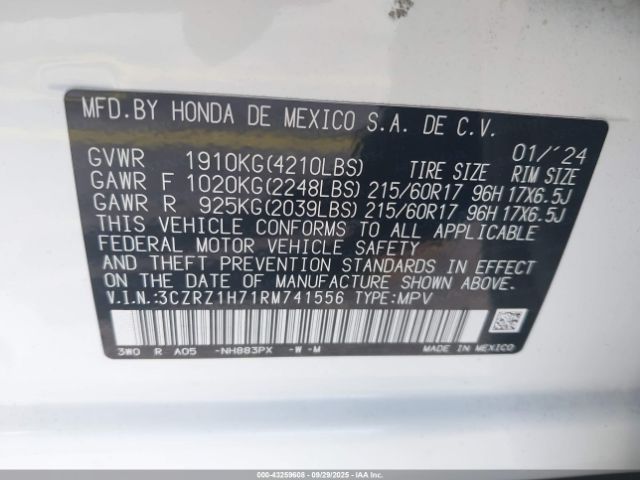 MFD.BY HONDA DE MEXICO S.A. DE C.V.
01/'24
GVWR 1910KG(4210LBS) TIRE SIZE RIM SIZE
GAWR F 1020KG(2248LBS) 215/60R17 96H 17X6.5J
GAWR R 925KG(2039LBS) 215/60R17 96H 17X6.5J
THIS VEHICLE CONFORMS TO ALL APPLICABLE
FEDERAL MOTOR VEHICLE SAFETY
AND THEFT PREVENTION STANDARDS IN EFFECT
ON THE DATE OF MANUFACTURE SHOWN ABOVE.
V.I.N.:3CZRZ1H71RM741556 TYPE:MPV
3W0 R A05 -NH883PX -W -M MADE IN MEXICO
000-43259608 - 09/29/2025 - IAAI.COM